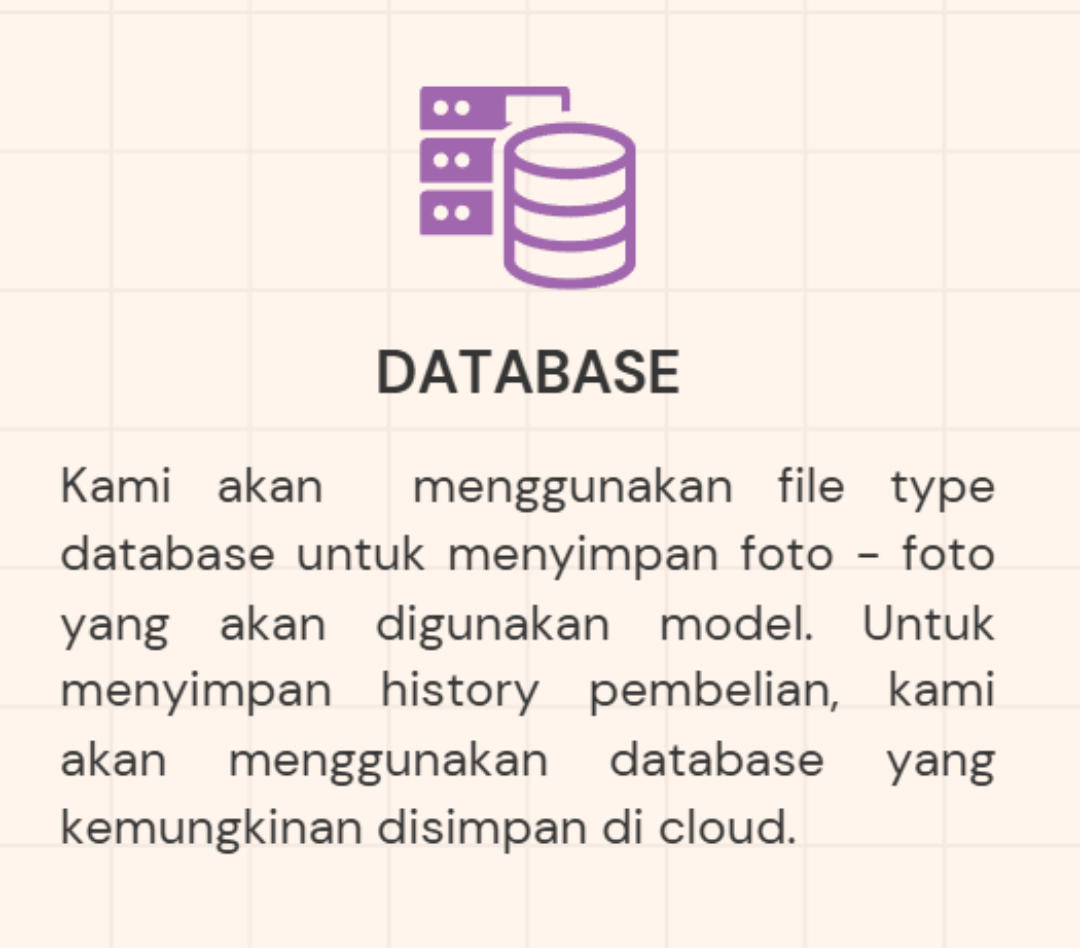 DATABASE
Kami akan menggunakan file type
database untuk menyimpan foto - foto
yang akan digunakan model. Untuk
menyimpan history pembelian, kami
akan menggunakan database yang
kemungkinan disimpan di cloud.